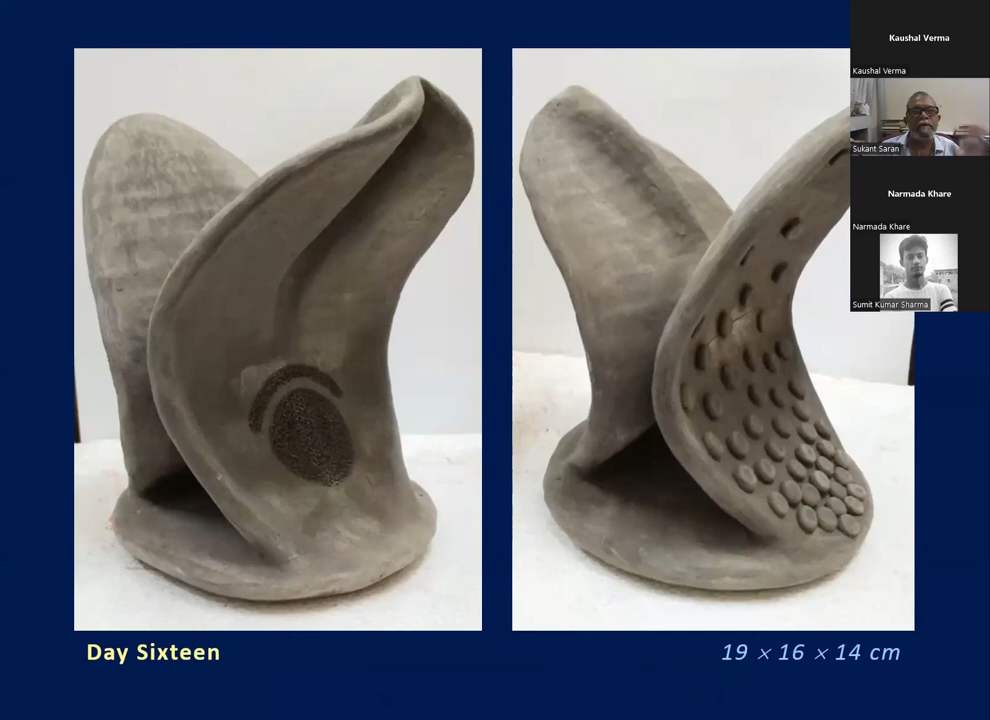 Kaushal Verma
Kaushal Verma
Sukant Saran
Narmada Khare
Narmada Khare
Sumit Kumar Sharma
Day Sixteen
19 × 16 × 14 cm